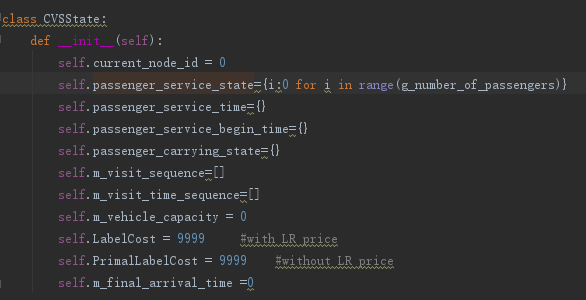 class CVSState:
def __init__(self):
self.current_node_id = 0
self.passenger_service_state={i:0 for i in range(g_number_of_passengers)}
self.passenger_service_time={}
self.passenger_service_begin_time={}
self.passenger_carrying_state={}
self.m_visit_sequence=[]
self.m_visit_time_sequence=[]
self.m_vehicle_capacity = 0
self.LabelCost = 9999 #with LR price
self.PrimalLabelCost = 9999 #without LR price
self.m_final_arrival_time =0